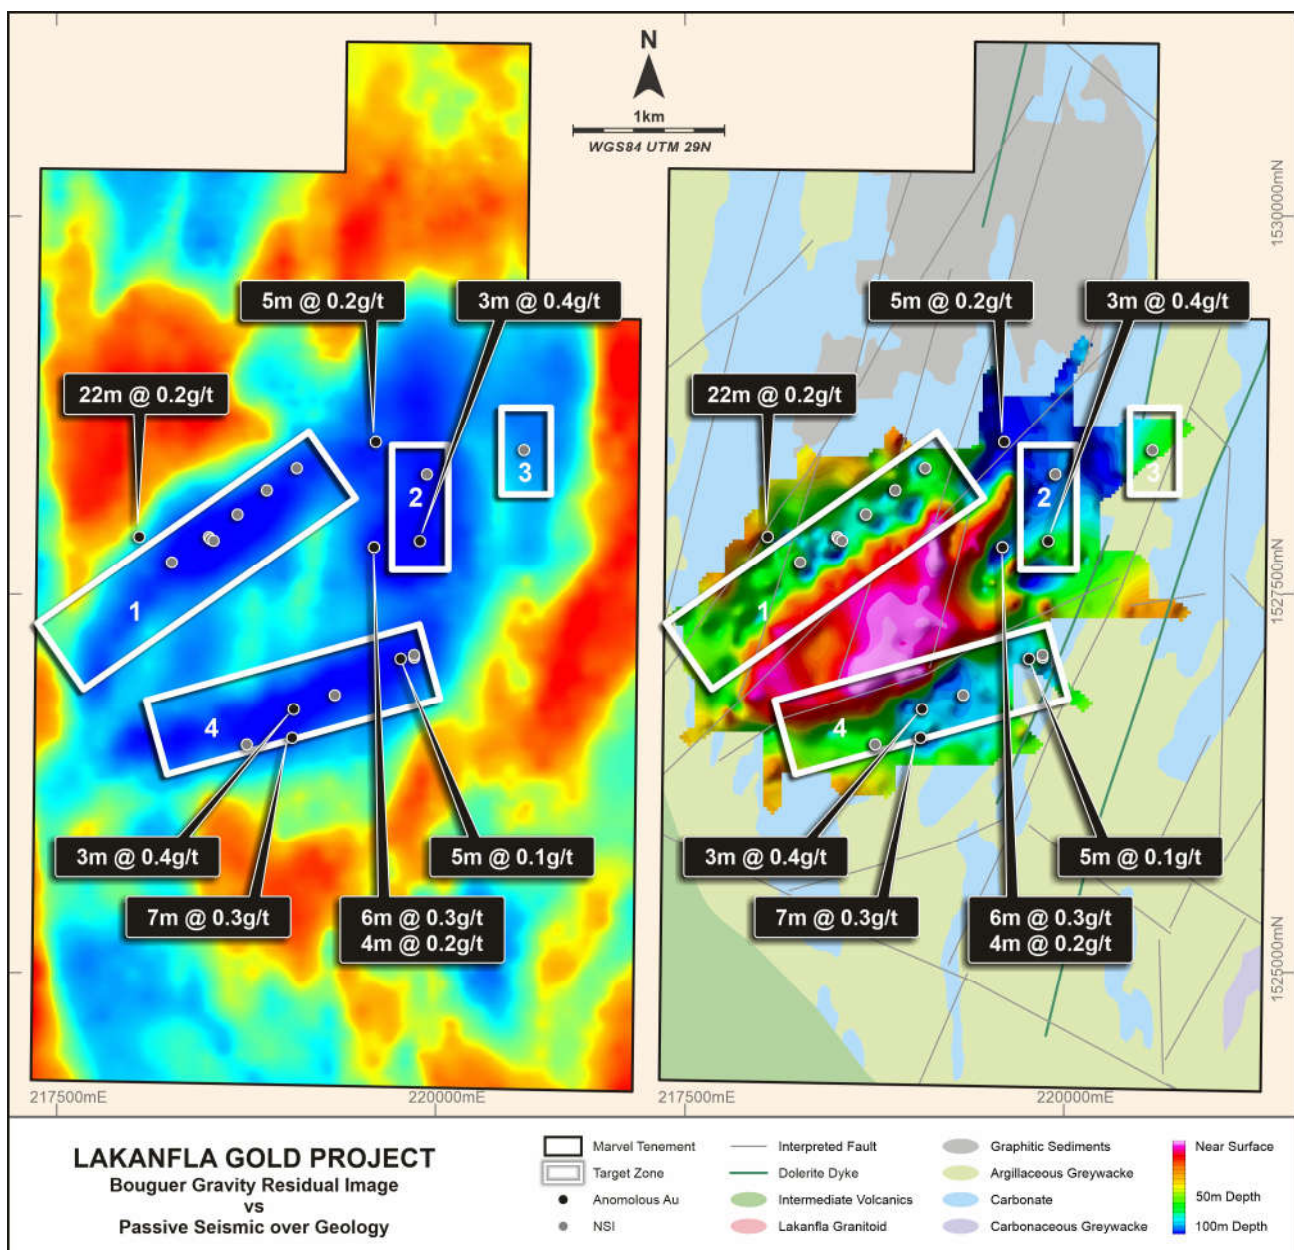 N
1km
WGS84 UTM 29N
5m @ 0.2g/t
3m @ 0.4g/t
22m @ 0.2g/t
1
2
3
4
3m @ 0.4g/t
5m @ 0.1g/t
7m @ 0.3g/t
6m @ 0.3g/t
4m @ 0.2g/t
217500mE
220000mE
5m @ 0.2g/t
3m @ 0.4g/t
22m @ 0.2g/t
1
2
3
4
3m @ 0.4g/t
5m @ 0.1g/t
7m @ 0.3g/t
6m @ 0.3g/t
4m @ 0.2g/t
217500mE
220000mE
1530000mN
1527500mN
1525000mN
LAKANFLA GOLD PROJECT
Bouguer Gravity Residual Image
vs
Passive Seismic over Geology
Marvel Tenement
Target Zone
Anomolous Au
NSI
Interpreted Fault
Dolerite Dyke
Intermediate Volcanics
Lakanfla Granitoid
Graphitic Sediments
Argillaceous Greywacke
Carbonate
Carbonaceous Greywacke
Near Surface
50m Depth
100m Depth